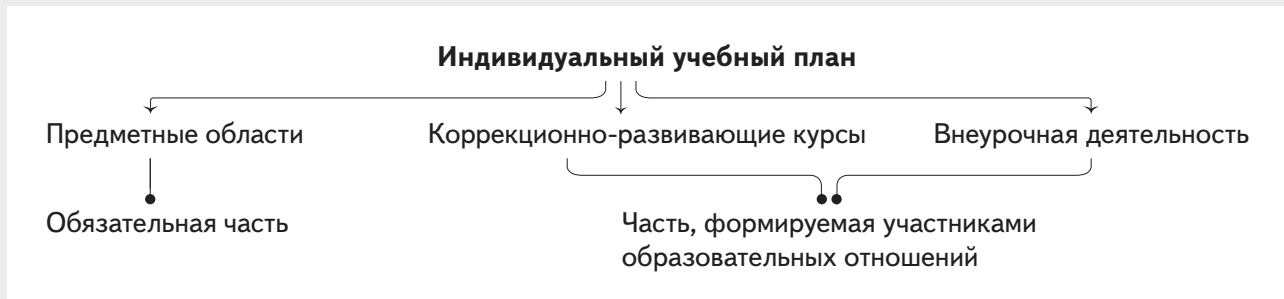 Индивидуальный учебный план
Предметные области
Коррекционно-развивающие курсы
Внеурочная деятельность
Обязательная часть
Часть, формируемая участниками
образовательных отношений